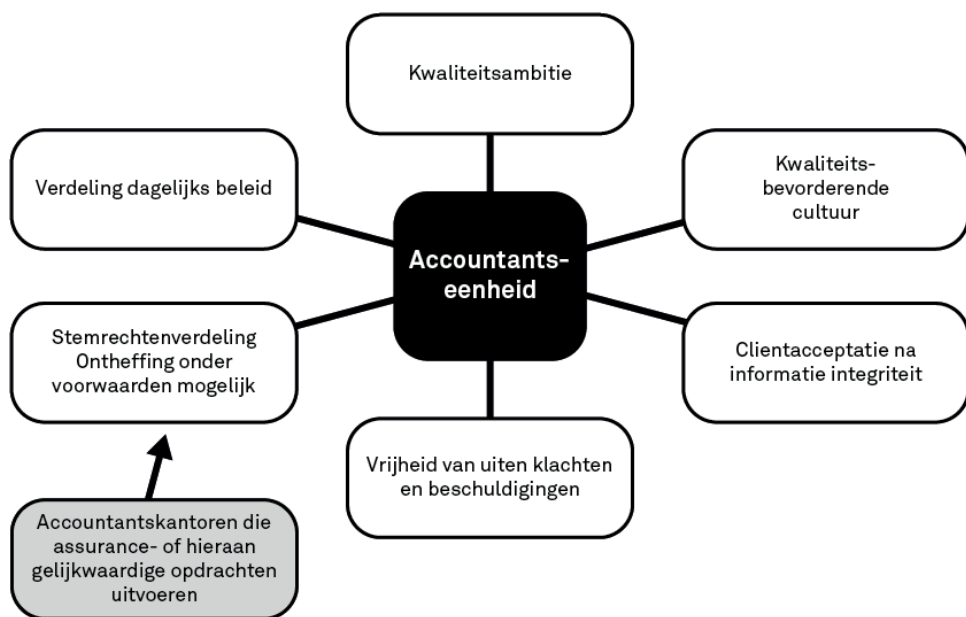 Kwaliteitsambitie
Verdeling dagelijks beleid
Kwaliteits-
bevorderende
cultuur
Accountants-
eenheid
Stemrechtenverdeling
Ontheffing onder
voorwaarden mogelijk
Clientacceptatie na
informatie integriteit
Vrijheid van uiten klachten
en beschuldigingen
Accountantskantoren die
assurance- of hieraan
gelijkwaardige opdrachten
uitvoeren